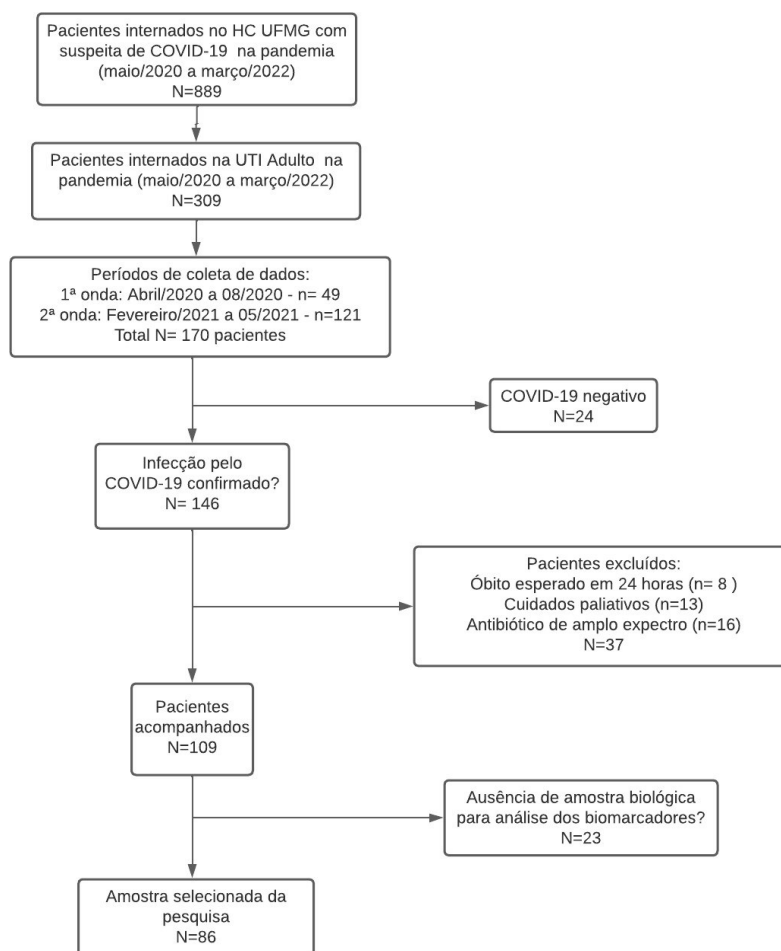 Pacientes internados no HC UFMG com
suspeita de COVID-19 na pandemia
(maio/2020 a março/2022)
N=889
Pacientes internados na UTI Adulto na
pandemia (maio/2020 a março/2022)
N=309
Períodos de coleta de dados:
1ª onda: Abril/2020 a 08/2020 - n= 49
2ª onda: Fevereiro/2021 a 05/2021 - n=121
Total N= 170 pacientes
COVID-19 negativo
N=24
Infecção pelo
COVID-19 confirmado?
N= 146
Pacientes excluídos:
Óbito esperado em 24 horas (n= 8 )
Cuidados paliativos (n=13)
Antibiótico de amplo expectro (n=16)
N=37
Pacientes
acompanhados
N=109
Ausência de amostra biológica
para análise dos biomarcadores?
N=23
Amostra selecionada da
pesquisa
N=86